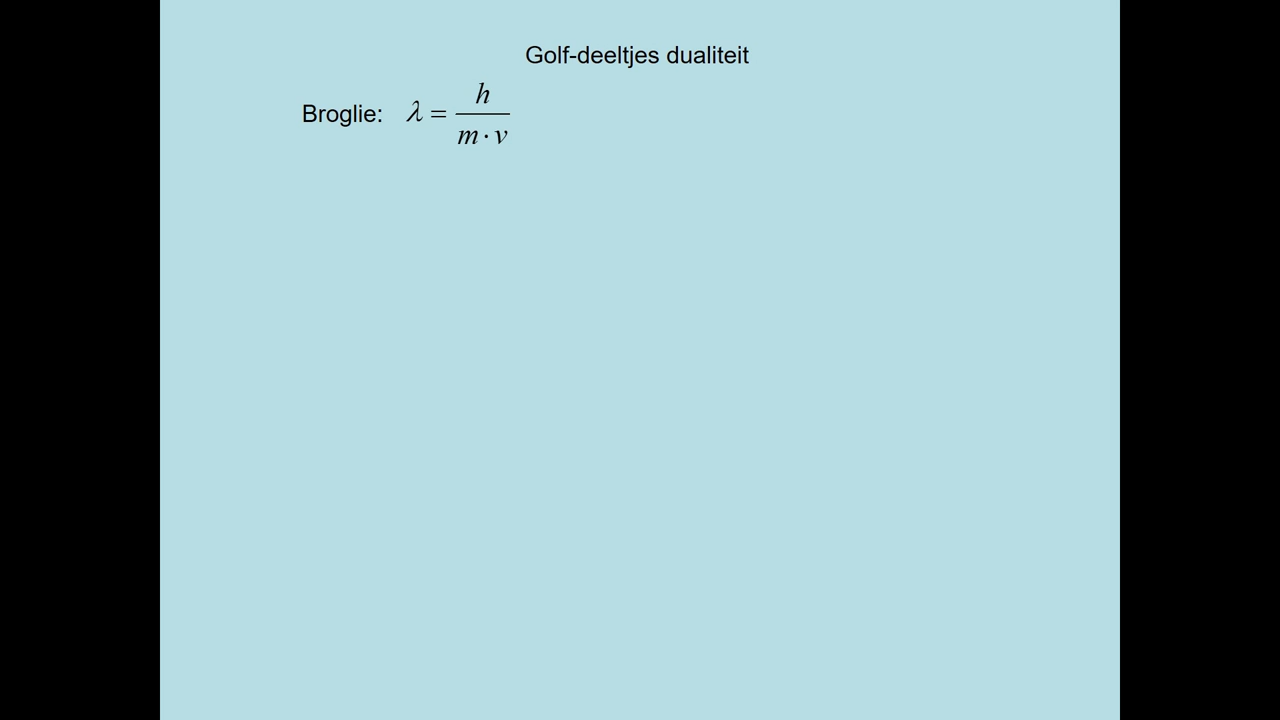 Golf-deeltjes dualiteit
Broglie: λ = h / (m · v)